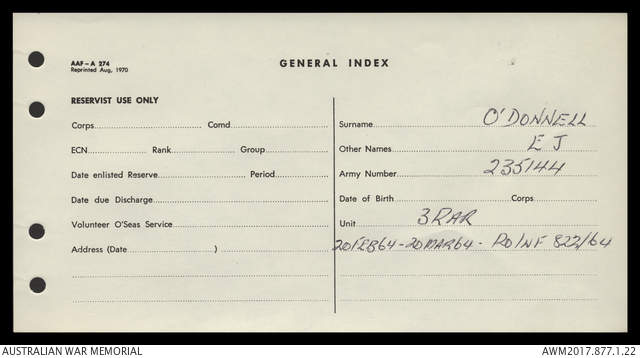 AAF-A 274
Reprinted Aug, 1970
GENERAL INDEX
RESERVIST USE ONLY
Corps Comd
ECN Rank Group
Date enlisted Reserve Period
Date due Discharge
Volunteer O'Seas Service
Address (Date )
Surname O'DONNELL
Other Names E J
Army Number 235144
Date of Birth Corps
Unit 3RAR
20FEB64-20MAR64- RO/NF 822/64
AUSTRALIAN WAR MEMORIAL
AWM2017.877.1.22